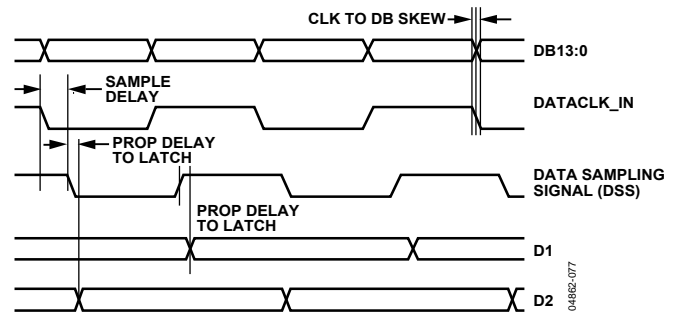 CLK TO DB SKEW
DB13:0
SAMPLE
DELAY
DATACLK_IN
PROP DELAY
TO LATCH
DATA SAMPLING
SIGNAL (DSS)
PROP DELAY
TO LATCH
D1
D2
04862-077